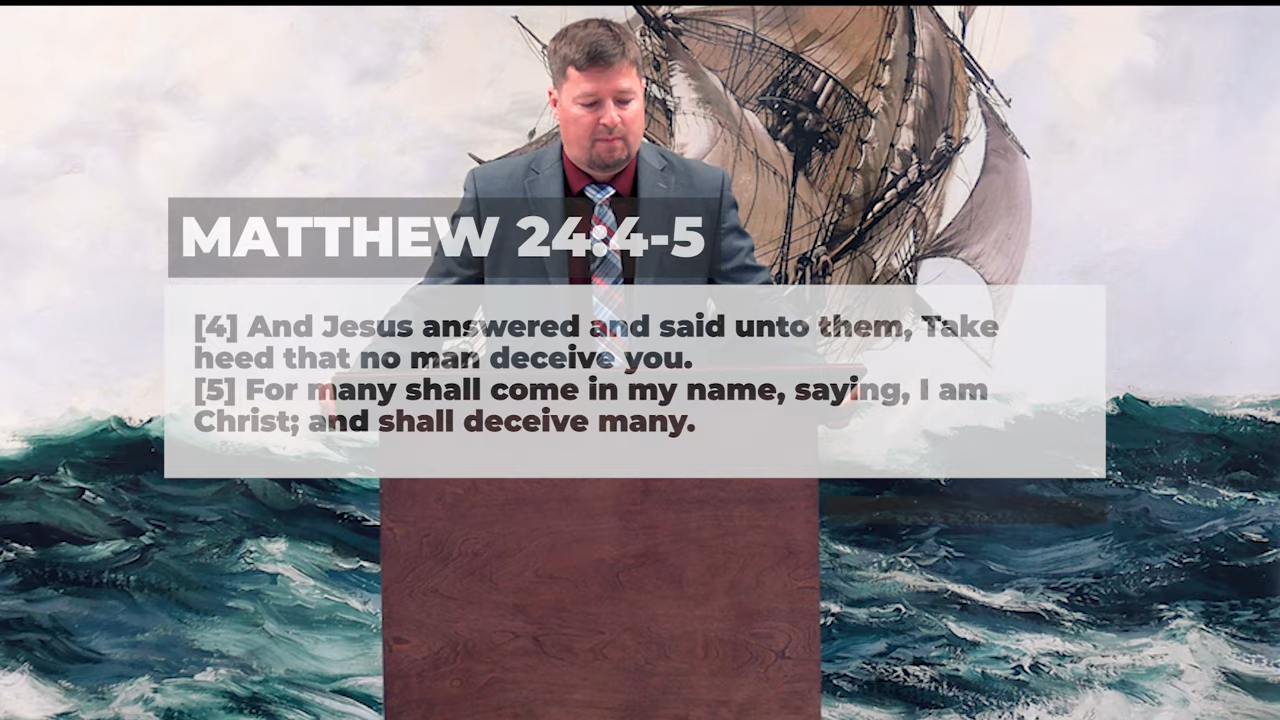 MATTHEW 24:4-5
[4] And Jesus answered and said unto them, Take
heed that no man deceive you.
[5] For many shall come in my name, saying, I am
Christ; and shall deceive many.